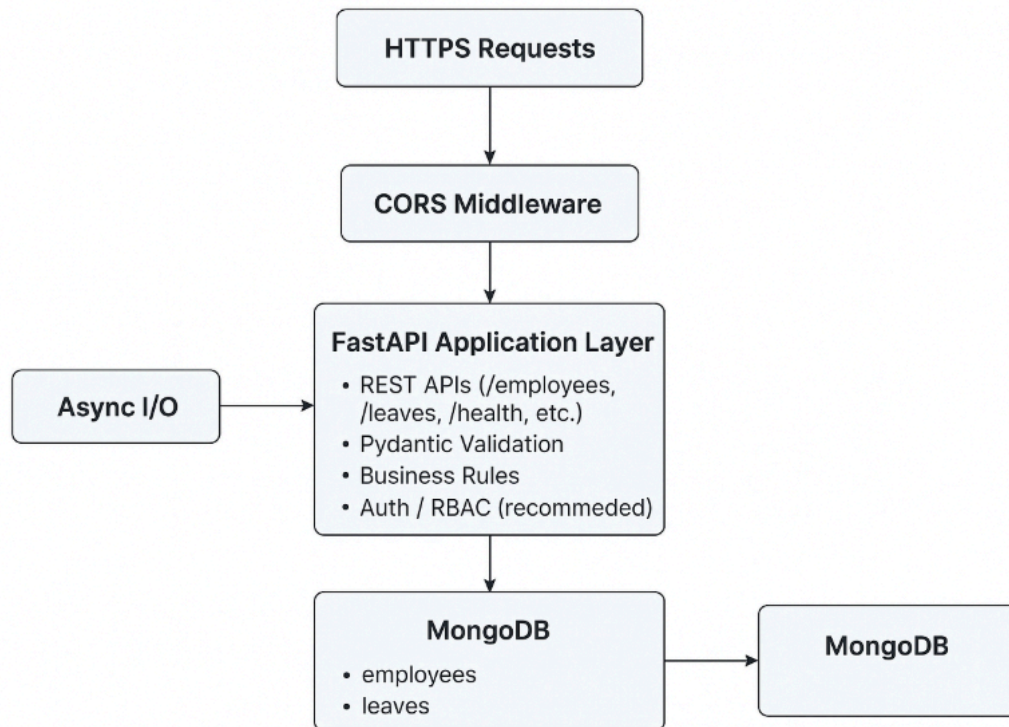 HTTPS Requests
CORS Middleware
FastAPI Application Layer
• REST APIs (/employees,
/leaves, /health, etc.)
• Pydantic Validation
• Business Rules
• Auth / RBAC (recommeded)
Async I/O
MongoDB
• employees
• leaves
MongoDB